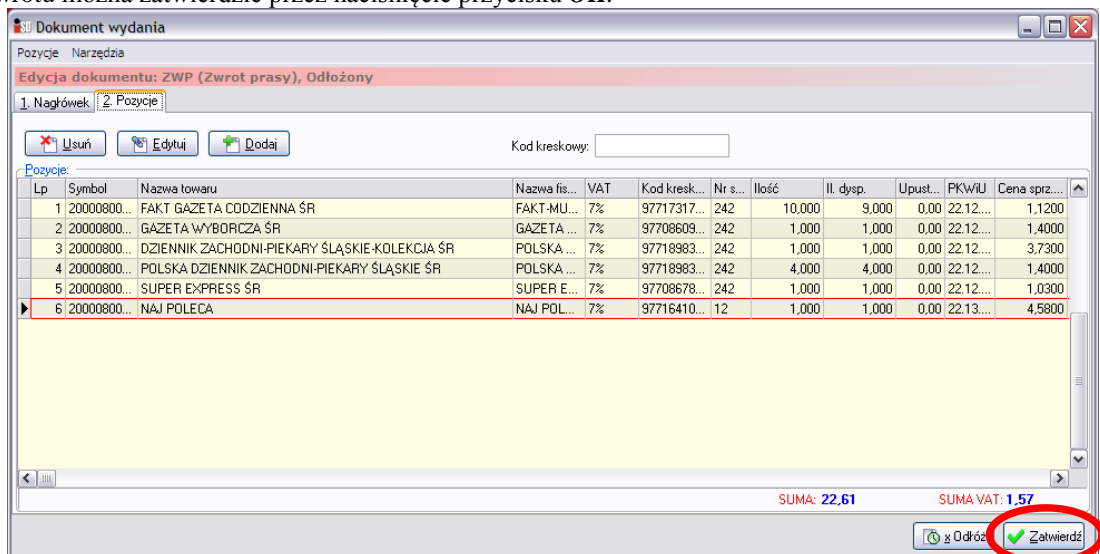 wrotu można zatwierdzić przez naciśnięcie przycisku OK.
Dokument wydania
Pozycje Narzędzia
Edycja dokumentu: ZWP (Zwrot prasy), Odłożony
1. Nagłówek 2. Pozycje
Usuń Edytuj Dodaj Kod kreskowy:
Pozycje:
Lp Symbol Nazwa towaru Nazwa fis... VAT Kod kresk... Nr s... Ilość Il. dysp. Upust... PKWiU Cena sprz....
1 20000800... FAKT GAZETA CODZIENNA ŚR FAKT-MU... 7% 97717317... 242 10,000 9,000 0,00 22.12.... 1,1200
2 20000800... GAZETA WYBORCZA ŚR GAZETA ... 7% 97708609... 242 1,000 1,000 0,00 22.12.... 1,4000
3 20000800... DZIENNIK ZACHODNI-PIEKARY ŚLĄSKIE-KOLEKCJA ŚR POLSKA ... 7% 97718983... 242 1,000 1,000 0,00 22.12.... 3,7300
4 20000800... POLSKA DZIENNIK ZACHODNI-PIEKARY ŚLĄSKIE ŚR POLSKA ... 7% 97718983... 242 4,000 4,000 0,00 22.12.... 1,4000
5 20000800... SUPER EXPRESS ŚR SUPER E... 7% 97708678... 242 1,000 1,000 0,00 22.12.... 1,0300
6 20000800... NAJ POLECA NAJ POL... 7% 97716410... 12 1,000 1,000 0,00 22.13.... 4,5800
SUMA: 22,61 SUMA VAT: 1,57
x Odłóż Zatwierdź